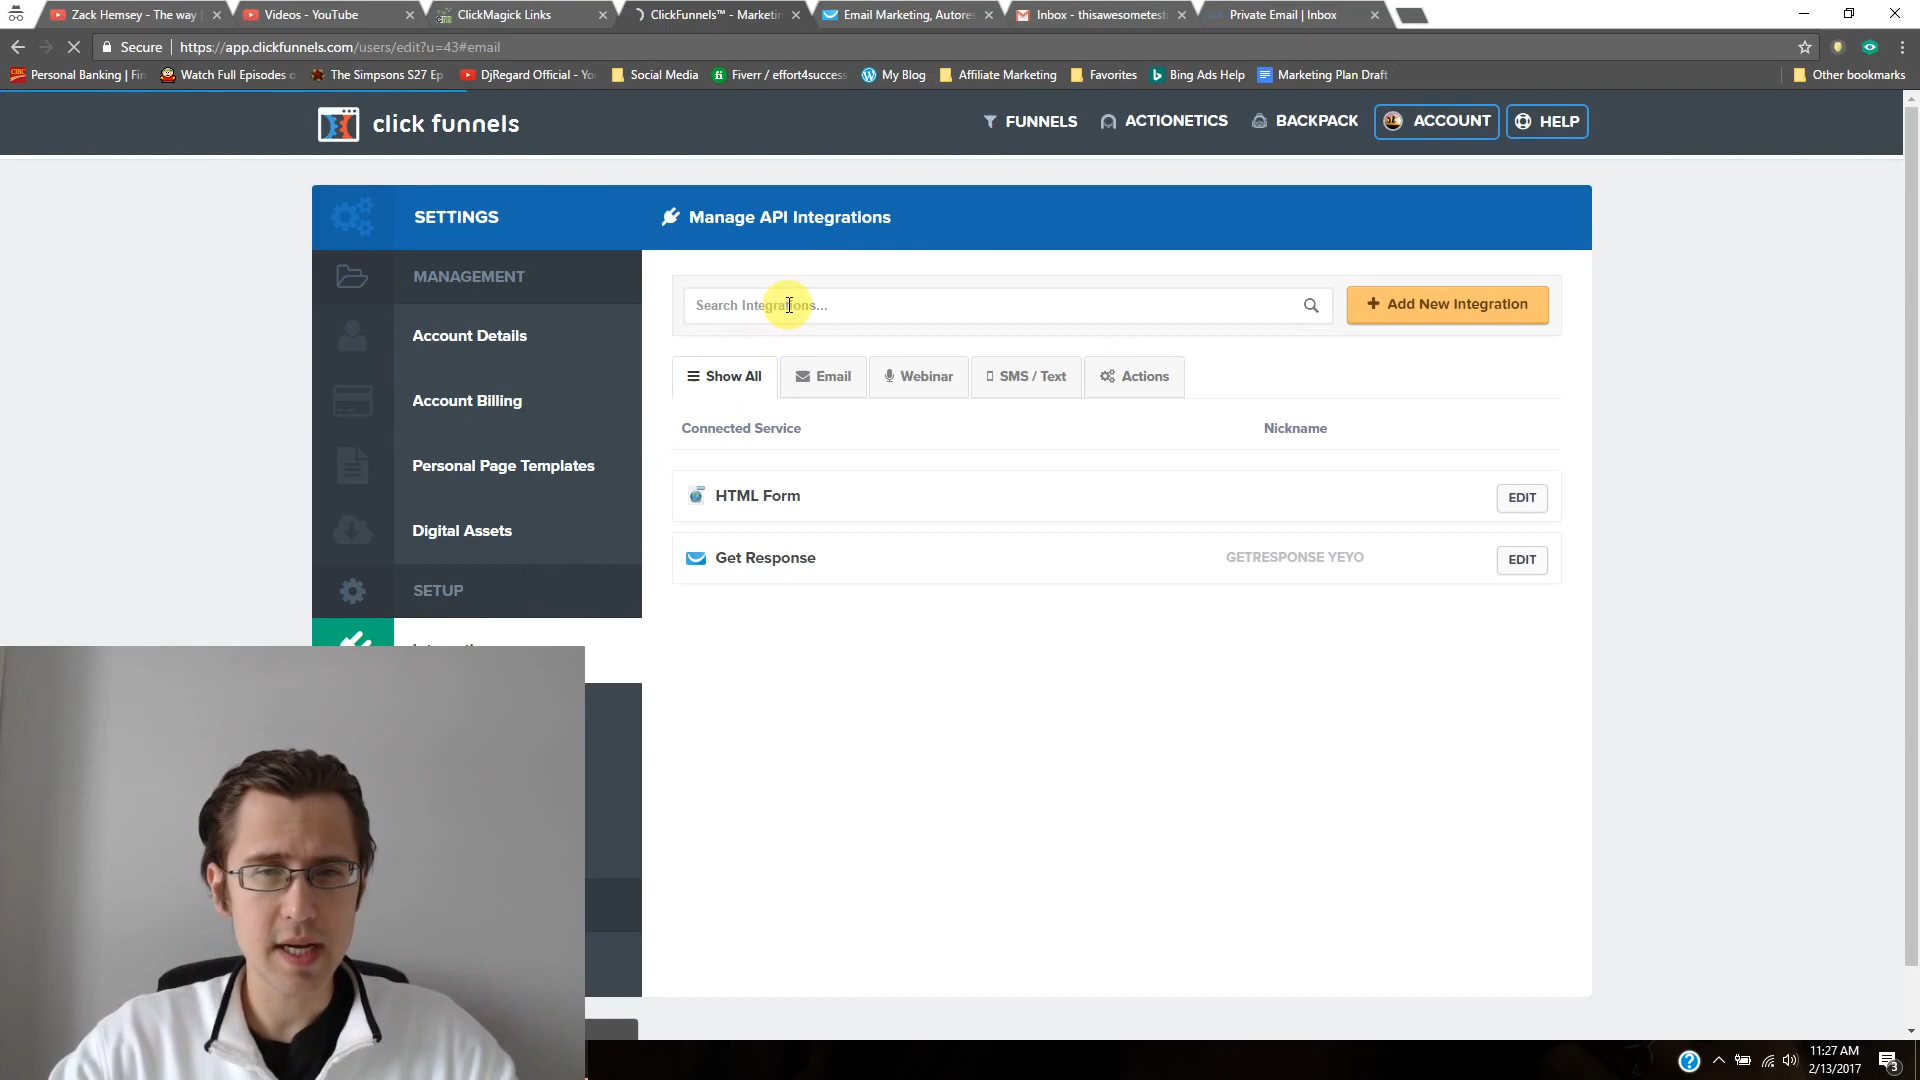 Zack Hemsey - The way
Videos - YouTube
ClickMagick Links
ClickFunnels™ - Marketin
Email Marketing, Autores
Inbox - thisawesometest
Private Email | Inbox
Secure
https://app.clickfunnels.com/users/edit?u=43#email
CIBC
Personal Banking | Fin
Watch Full Episodes o
The Simpsons S27 Ep
DjRegard Official - Yo
Social Media
Fiverr / effort4success
My Blog
Affiliate Marketing
Favorites
Bing Ads Help
Marketing Plan Draft
Other bookmarks
click funnels
FUNNELS
ACTIONETICS
BACKPACK
ACCOUNT
HELP
SETTINGS
Manage API Integrations
MANAGEMENT
Search Integrations...
+ Add New Integration
Account Details
Show All
Email
Webinar
SMS / Text
Actions
Account Billing
Connected Service
Nickname
Personal Page Templates
HTML Form
EDIT
Digital Assets
Get Response
GETRESPONSE YEYO
EDIT
SETUP
11:27 AM
2/13/2017
3